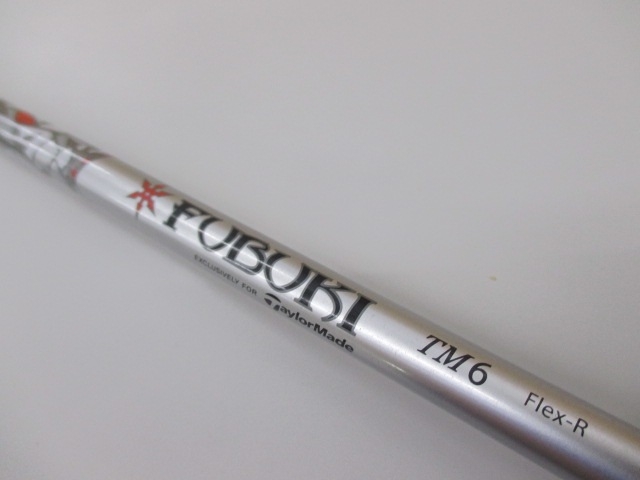 FUBUKI TM6 Flex-R
EXCLUSIVELY FOR TaylorMade